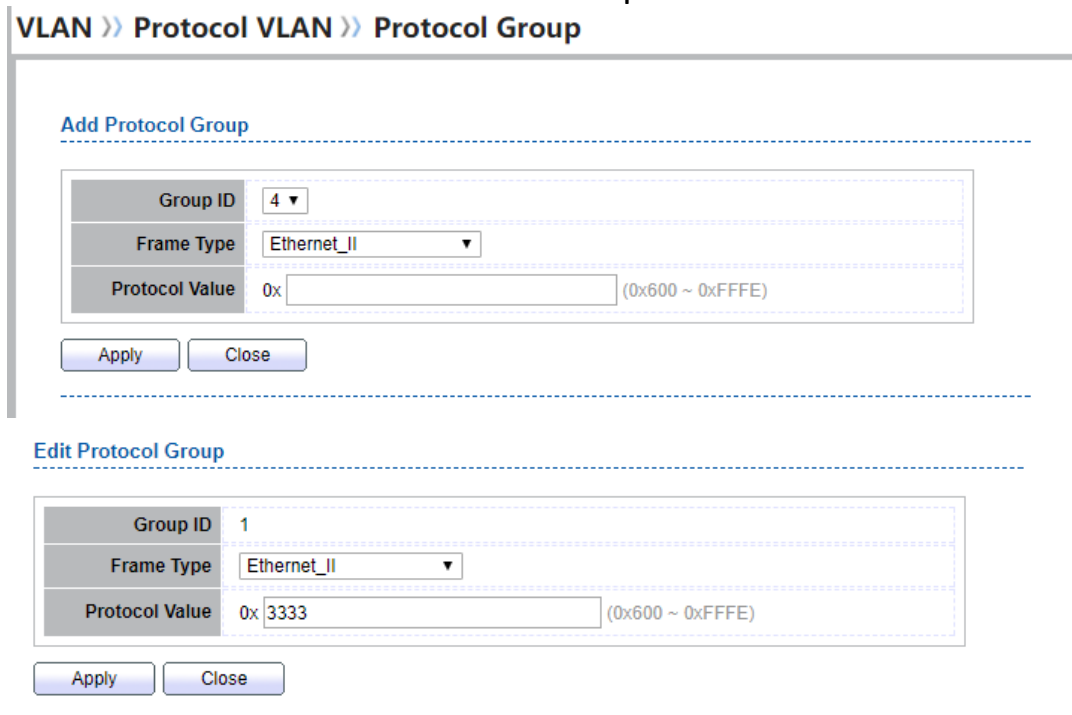 VLAN 》 Protocol VLAN 》 Protocol Group
Add Protocol Group
Group ID 4 ▼
Frame Type Ethernet_II ▼
Protocol Value 0x (0x600 ~ 0xFFFE)
Apply Close
Edit Protocol Group
Group ID 1
Frame Type Ethernet_II ▼
Protocol Value 0x 3333 (0x600 ~ 0xFFFE)
Apply Close